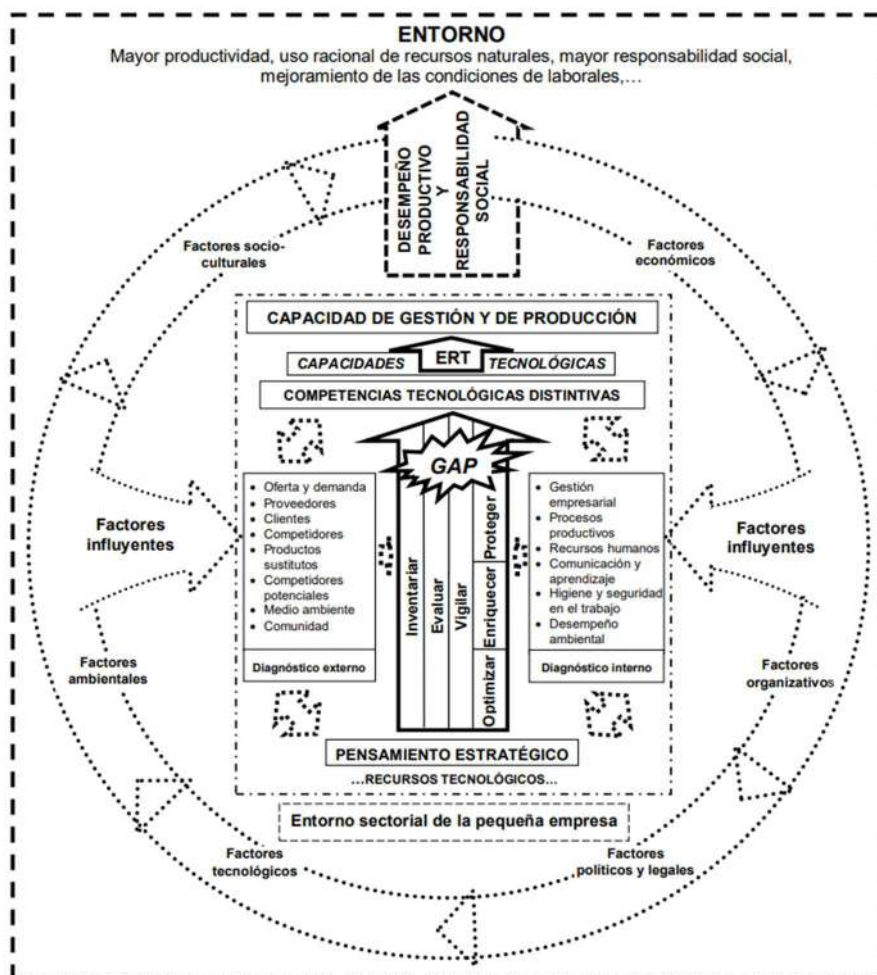 ENTORNO
Mayor productividad, uso racional de recursos naturales, mayor responsabilidad social,
mejoramiento de las condiciones de laborales,...
DESEMPEÑO
PRODUCTIVO
Y
RESPONSABILIDAD
SOCIAL
Factores socio-
culturales
Factores
económicos
CAPACIDAD DE GESTIÓN Y DE PRODUCCIÓN
CAPACIDADES ERT TECNOLÓGICAS
COMPETENCIAS TECNOLÓGICAS DISTINTIVAS
GAP
Factores
influyentes
• Oferta y demanda
• Proveedores
• Clientes
• Competidores
• Productos
sustitutos
• Competidores
potenciales
• Medio ambiente
• Comunidad
Diagnóstico externo
Inventariar
Evaluar
Vigilar
Proteger
Enriquecer
Optimizar
• Gestión
empresarial
• Procesos
productivos
• Recursos humanos
• Comunicación y
aprendizaje
• Higiene y seguridad
en el trabajo
• Desempeño
ambiental
Diagnóstico interno
Factores
influyentes
Factores
ambientales
Factores
organizativos
PENSAMIENTO ESTRATÉGICO
...RECURSOS TECNOLÓGICOS...
Entorno sectorial de la pequeña empresa
Factores
tecnológicos
Factores
políticos y legales